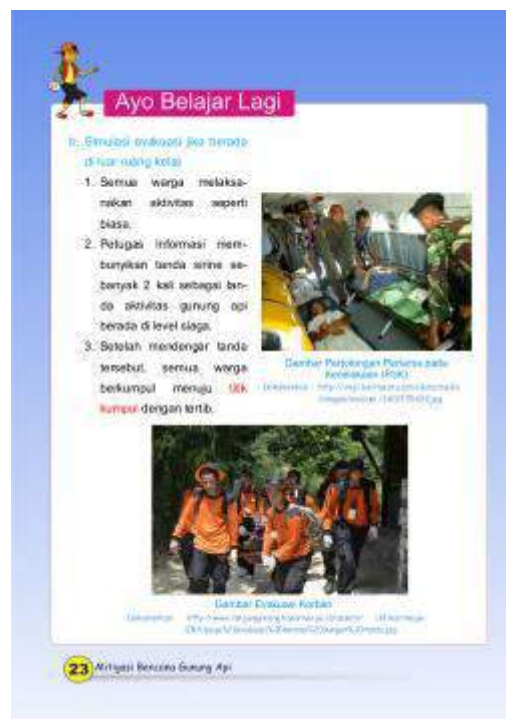 Ayo Belajar Lagi
b. Simulasi evakuasi jika berada
di luar ruang kelas
1. Semua warga melaksa-
nakan aktivitas seperti
biasa.
2. Petugas informasi mem-
bunyikan tanda sirine se-
banyak 2 kali sebagai tan-
da aktivitas gunung api
berada di level siaga.
3. Setelah mendengar tanda
tersebut, semua warga
berkumpul menuju titik
kumpul dengan tertib.
Gambar Pertolongan Pertama pada
Kecelakaan (P3K)
Gambar Evakuasi Korban
23 Mitigasi Bencana Gunung Api